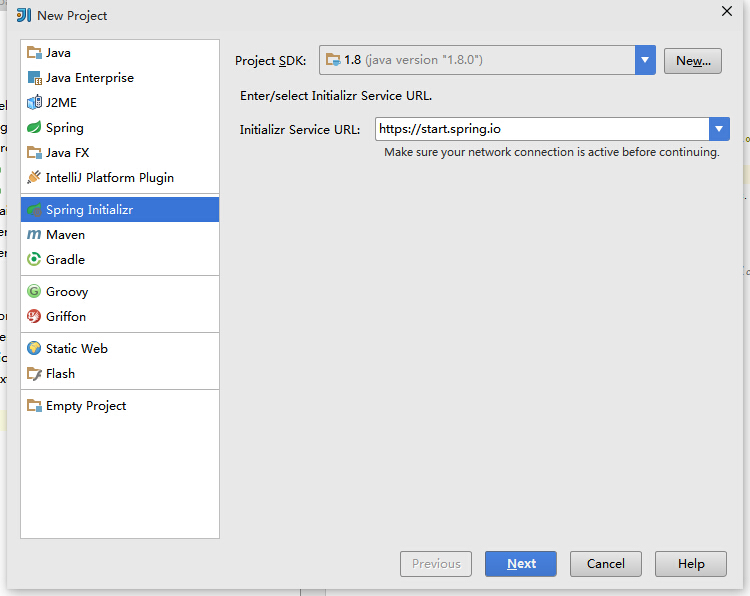 New Project
Java
Java Enterprise
J2ME
Spring
Java FX
IntelliJ Platform Plugin
Spring Initializr
Maven
Gradle
Groovy
Griffon
Static Web
Flash
Empty Project
Project SDK: 1.8 (java version "1.8.0") New...
Enter/select Initializr Service URL.
Initializr Service URL: https://start.spring.io
Make sure your network connection is active before continuing.
Previous Next Cancel Help